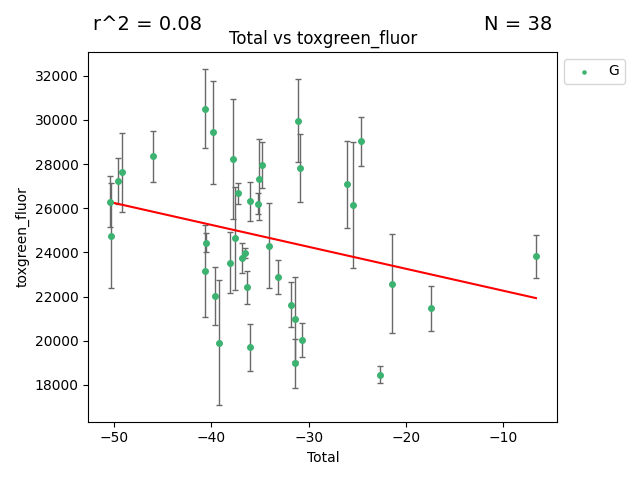 r^2 = 0.08
N = 38
Total vs toxgreen_fluor
G
toxgreen_fluor
32000
30000
28000
26000
24000
22000
20000
18000
−50
−40
−30
−20
−10
Total